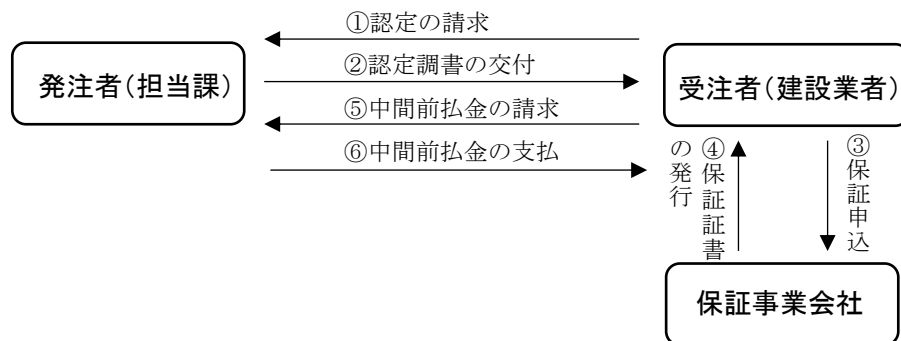 ①認定の請求
発注者（担当課）
②認定調書の交付
受注者（建設業者）
⑤中間前払金の請求
⑥中間前払金の支払
③保証申込
④保証証書
の発行
保証事業会社